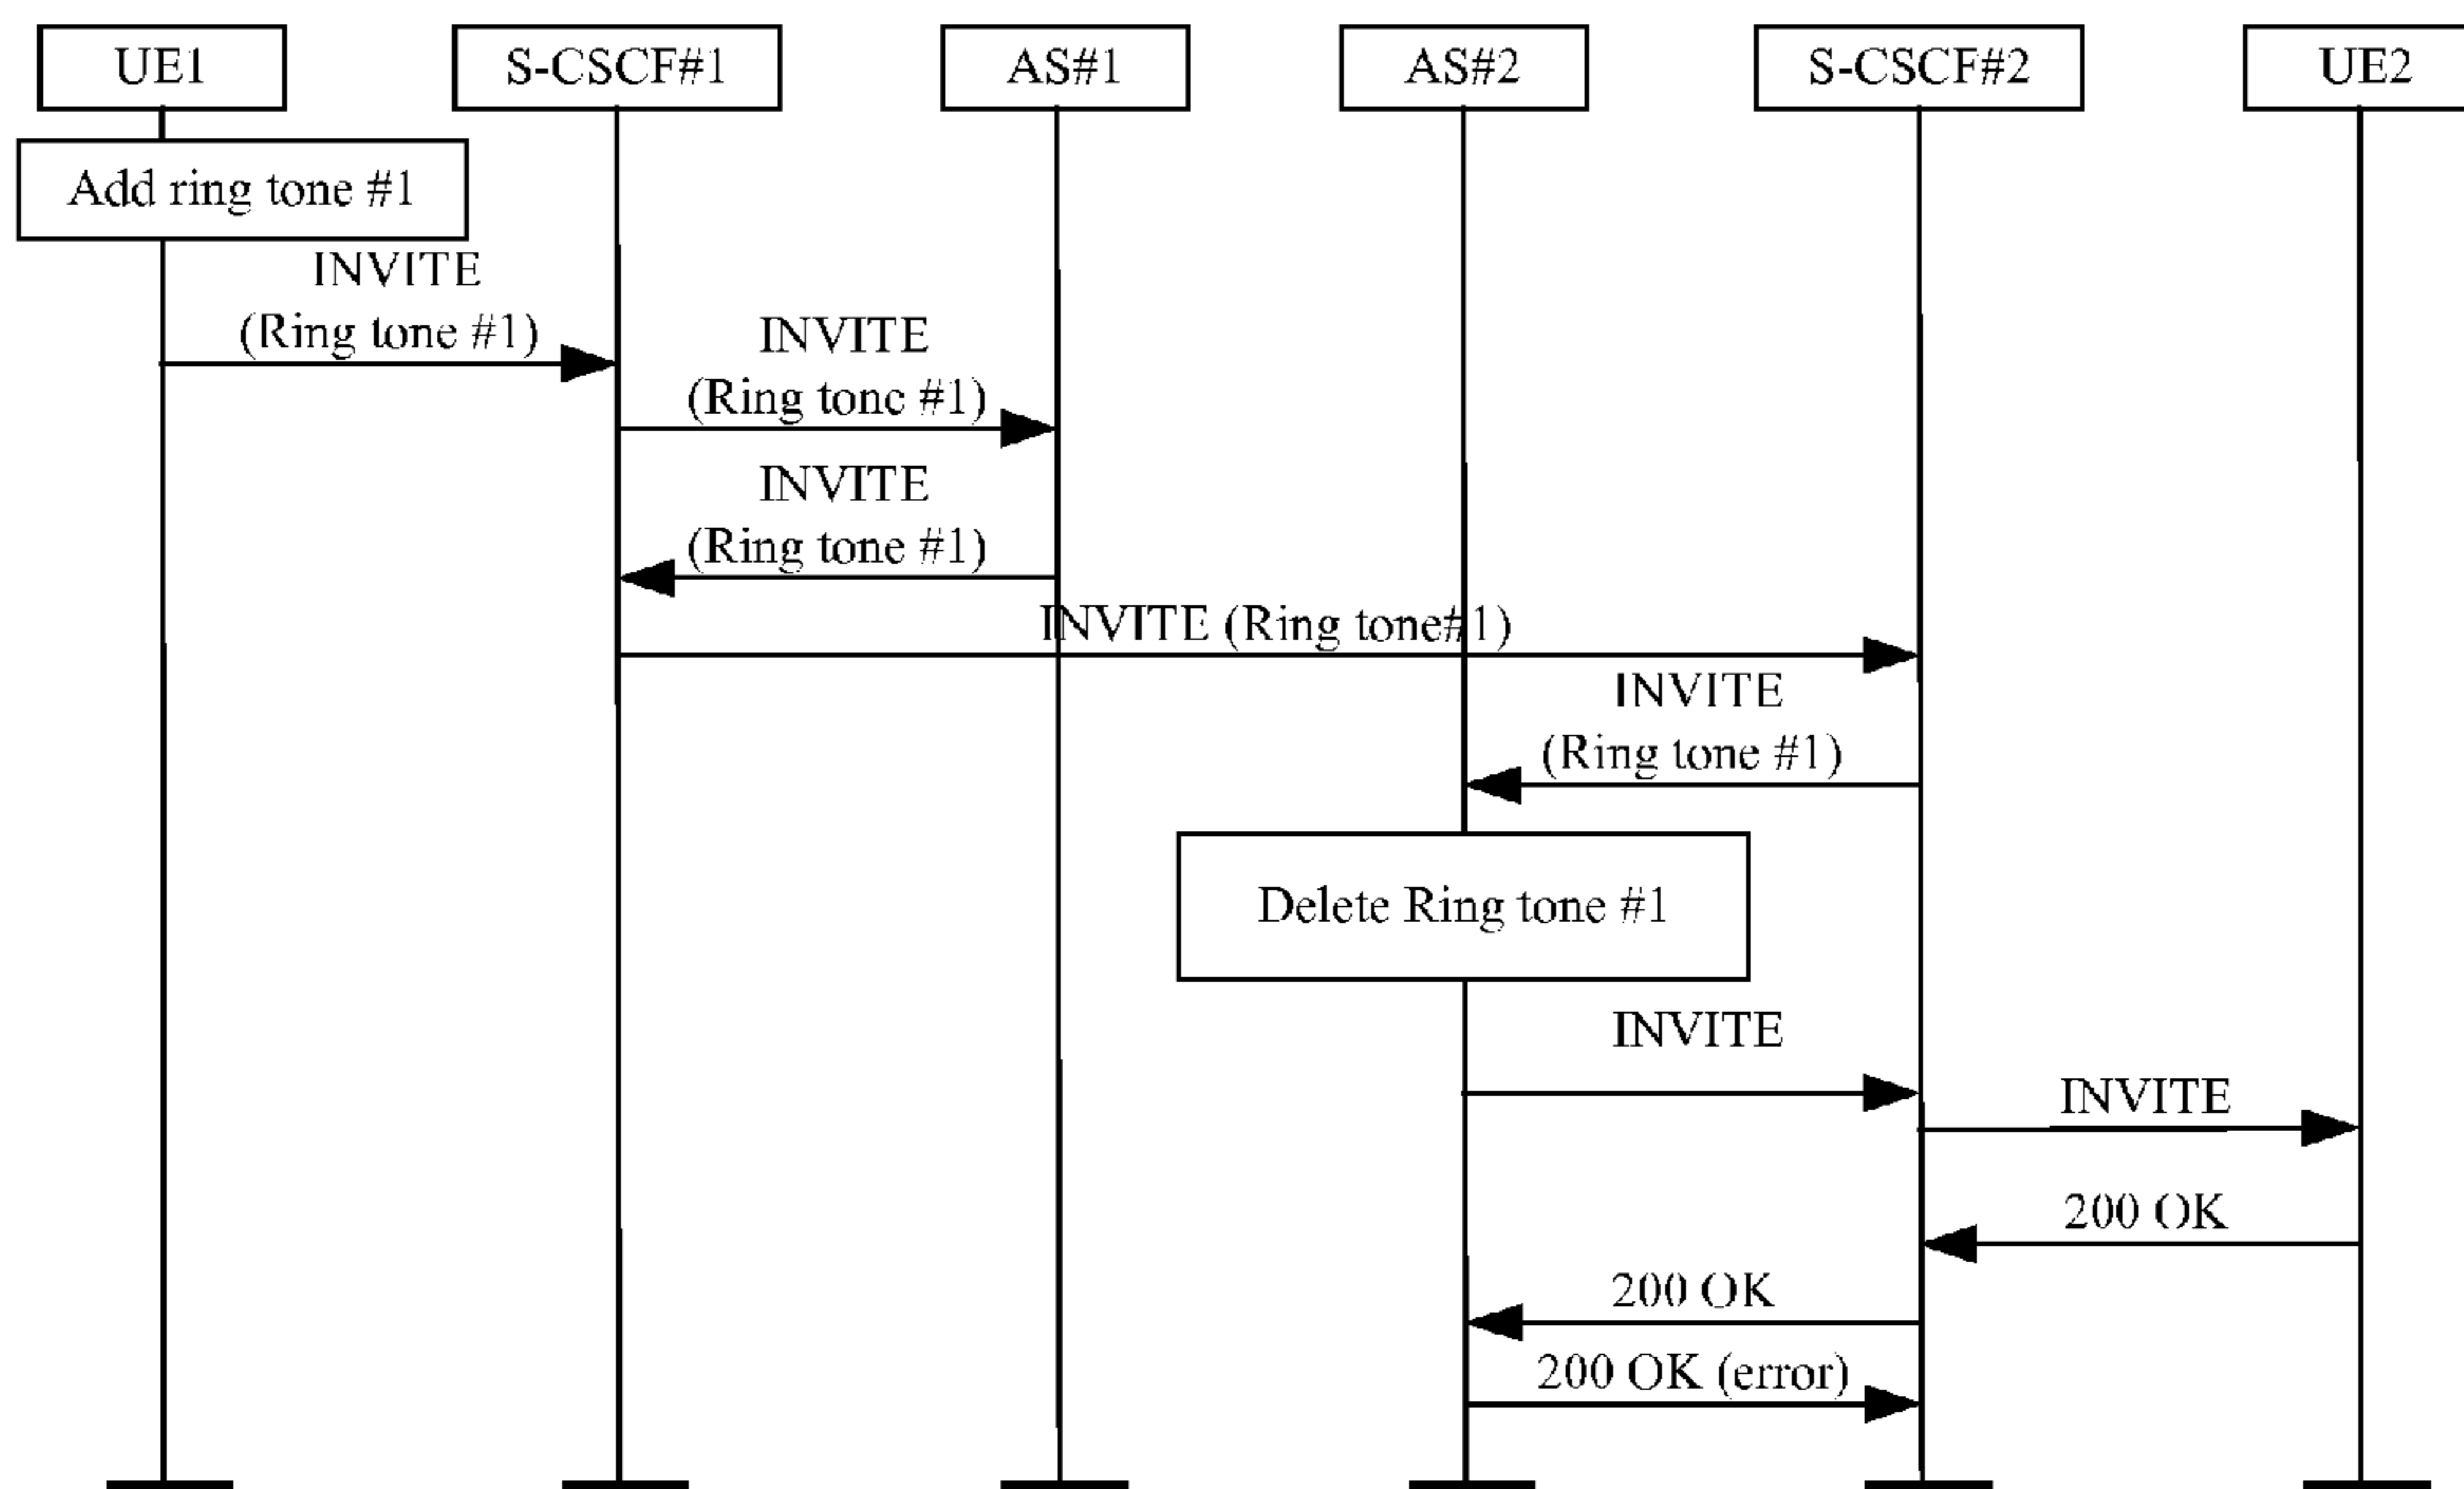 UE1
S-CSCF#1
AS#1
AS#2
S-CSCF#2
UE2
Add ring tone #1
INVITE
(Ring tone #1)
INVITE
(Ring tone #1)
INVITE
(Ring tone #1)
INVITE (Ring tone#1)
INVITE
(Ring tone #1)
Delete Ring tone #1
INVITE
INVITE
200 OK
200 OK
200 OK (error)